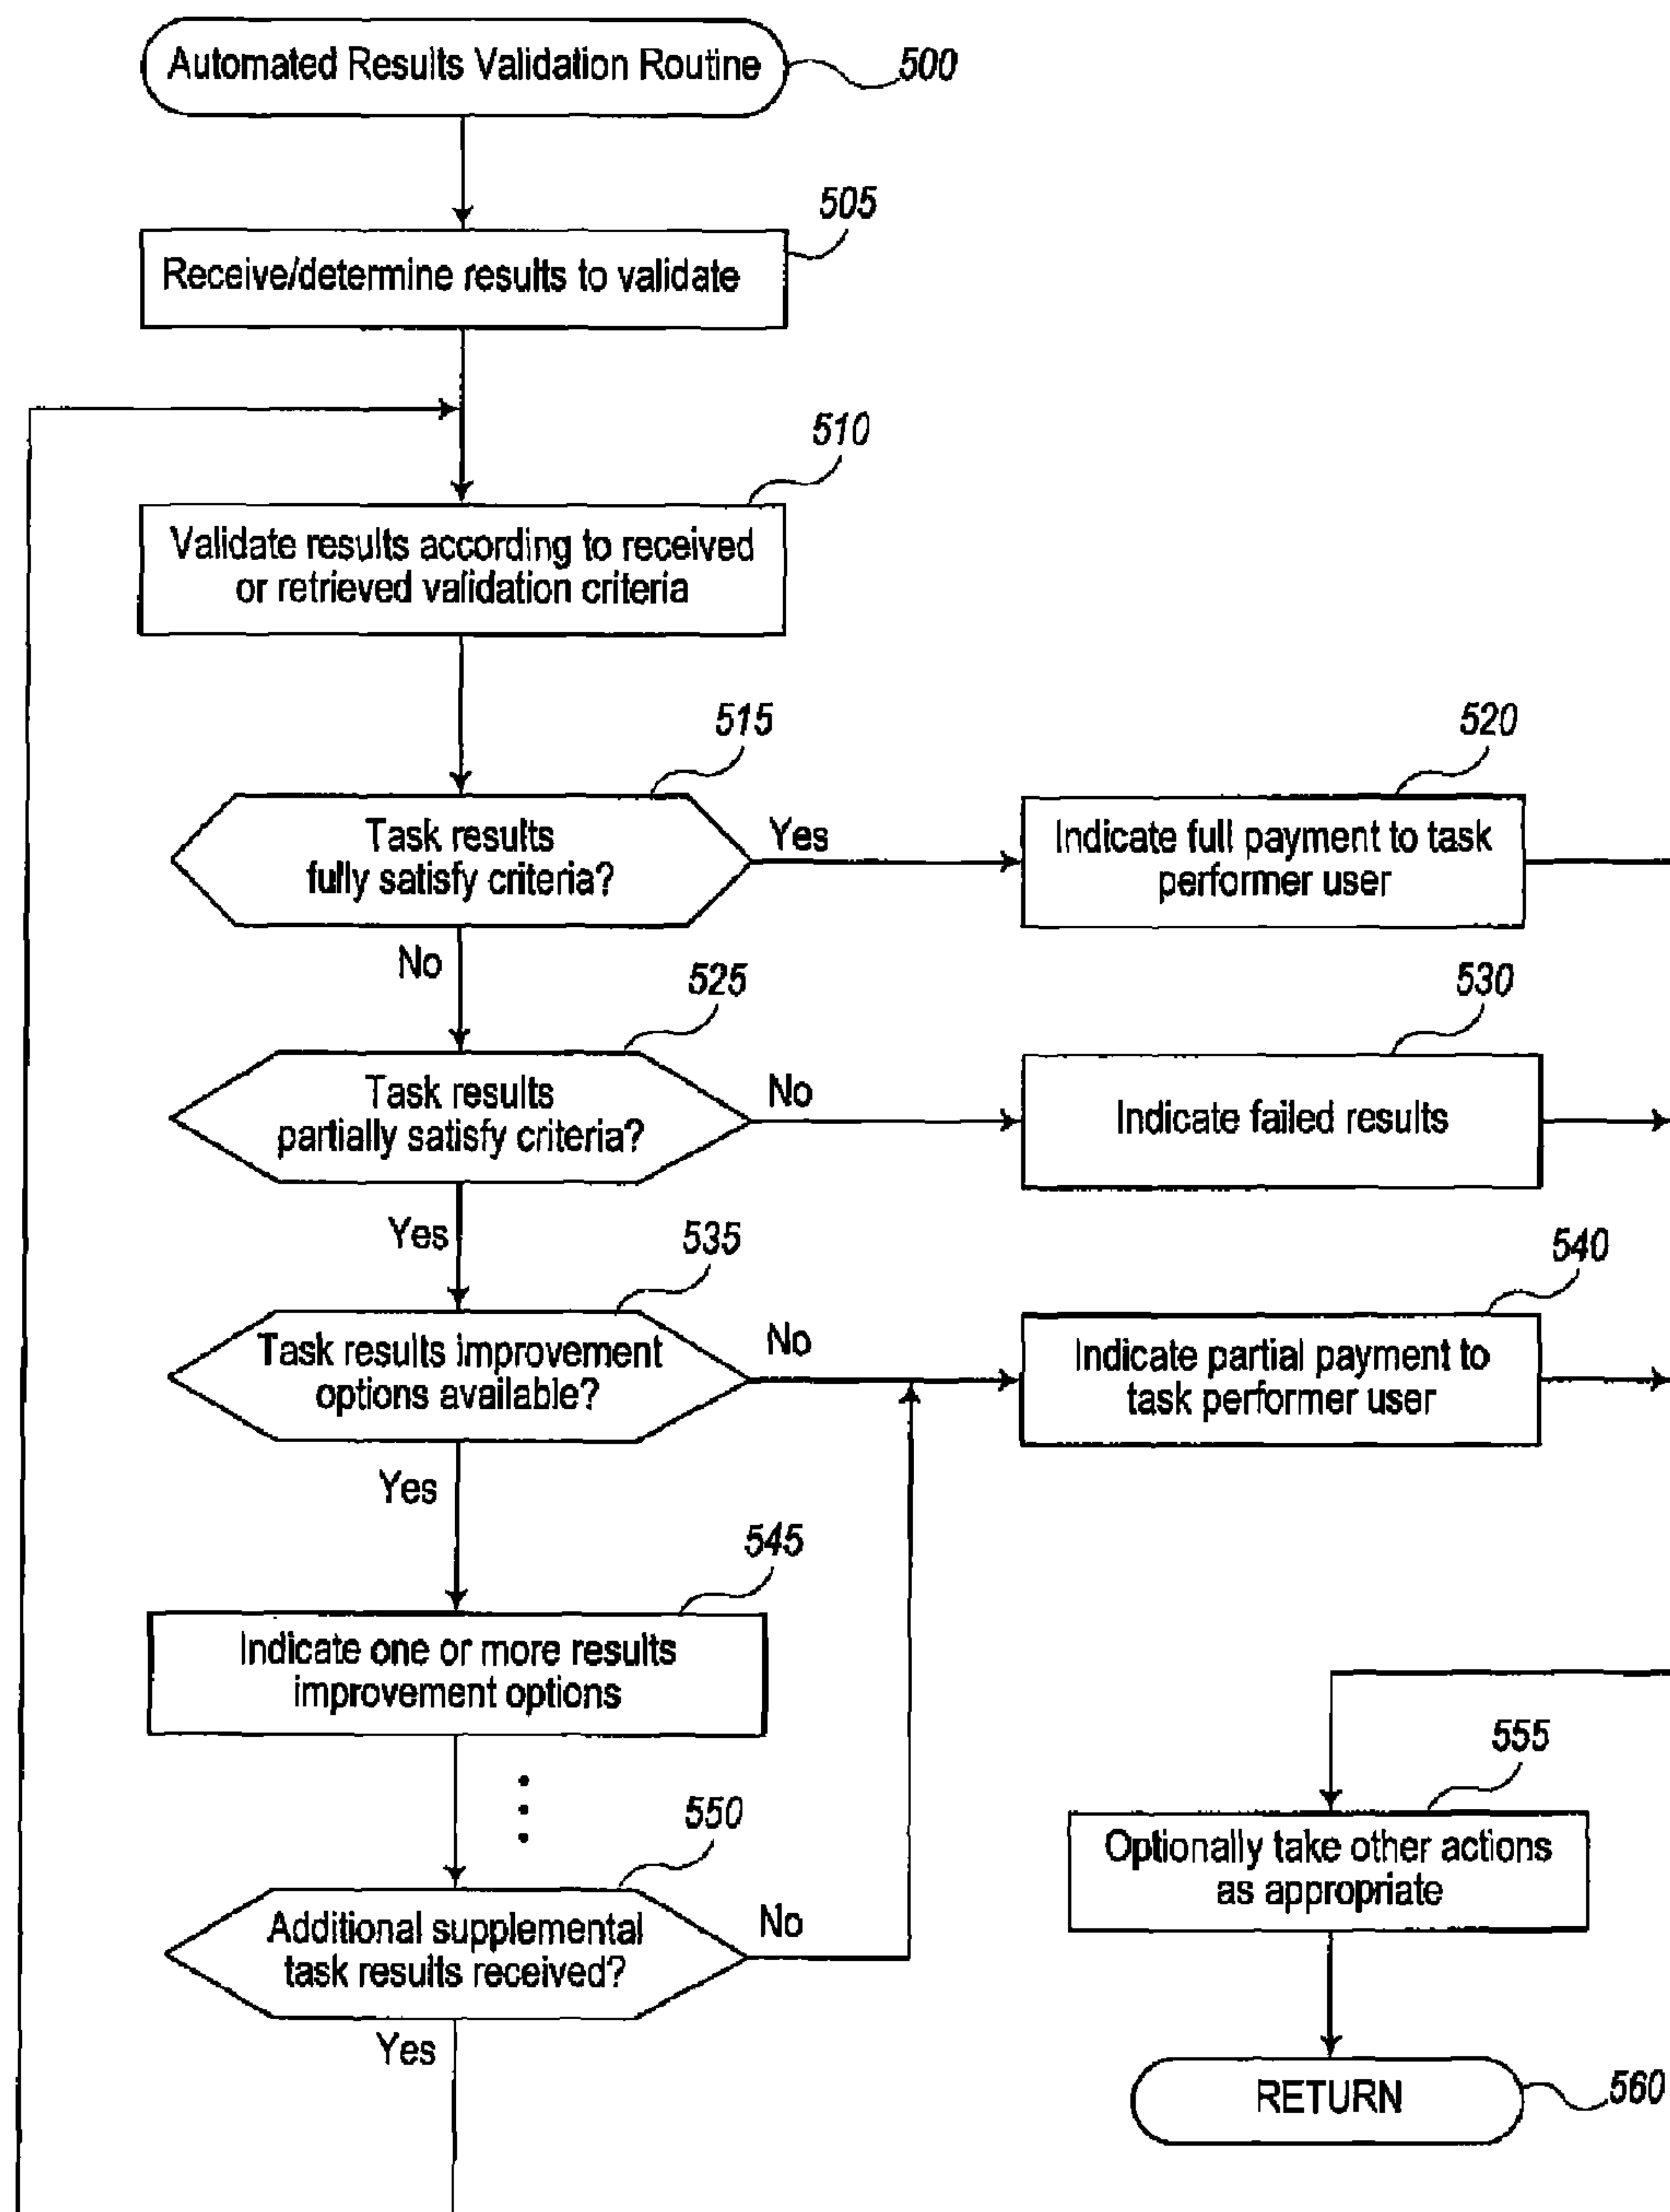 Automated Results Validation Routine
500
505
Receive/determine results to validate
510
Validate results according to received
or retrieved validation criteria
515
Task results
fully satisfy criteria?
Yes
No
520
Indicate full payment to task
performer user
525
Task results
partially satisfy criteria?
No
Yes
530
Indicate failed results
535
Task results improvement
options available?
No
Yes
540
Indicate partial payment to
task performer user
545
Indicate one or more results
improvement options
550
Additional supplemental
task results received?
No
Yes
555
Optionally take other actions
as appropriate
RETURN
560